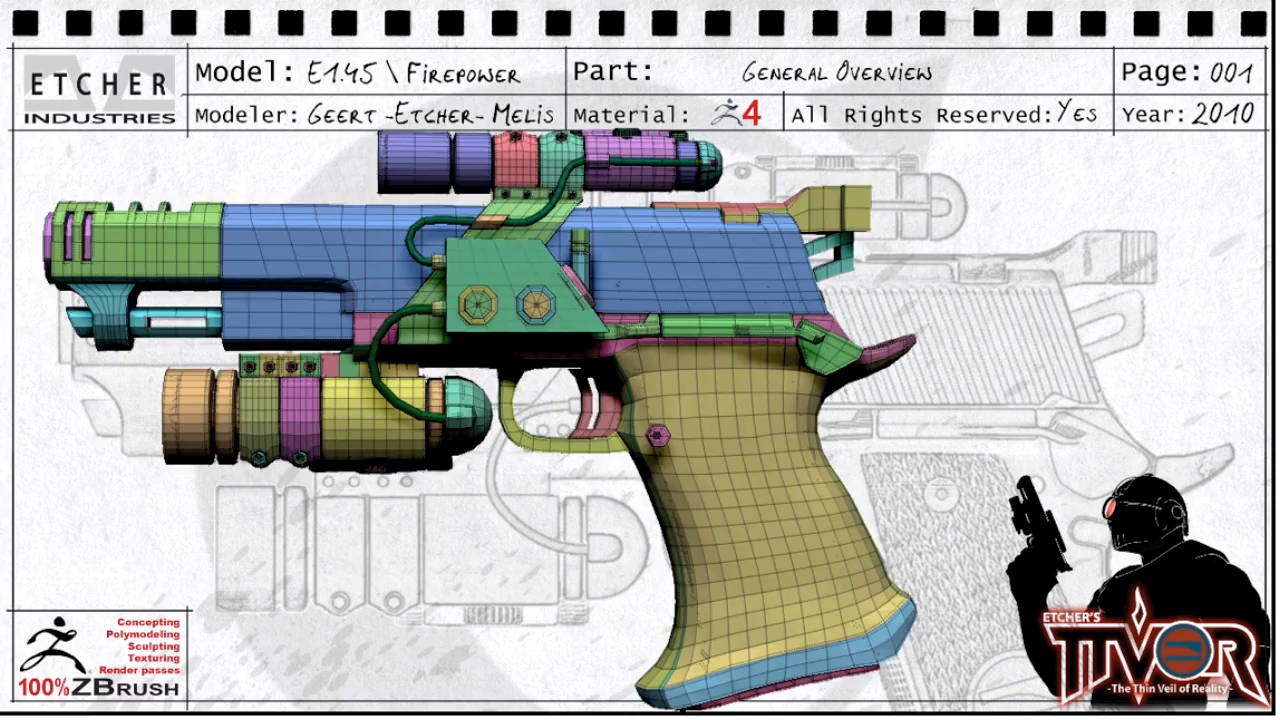 ETCHER
INDUSTRIES
Model: E1.45 \ FIREPOWER
Part: GENERAL OVERVIEW
Page: 001
Modeler: GEERT -ETCHER- MELIS
Material: 4
All Rights Reserved: YES
Year: 2010
Concepting
Polymodeling
Sculpting
Texturing
Render passes
100% ZBRUSH
ETCHER'S
TTVOR
-The Thin Veil of Reality-